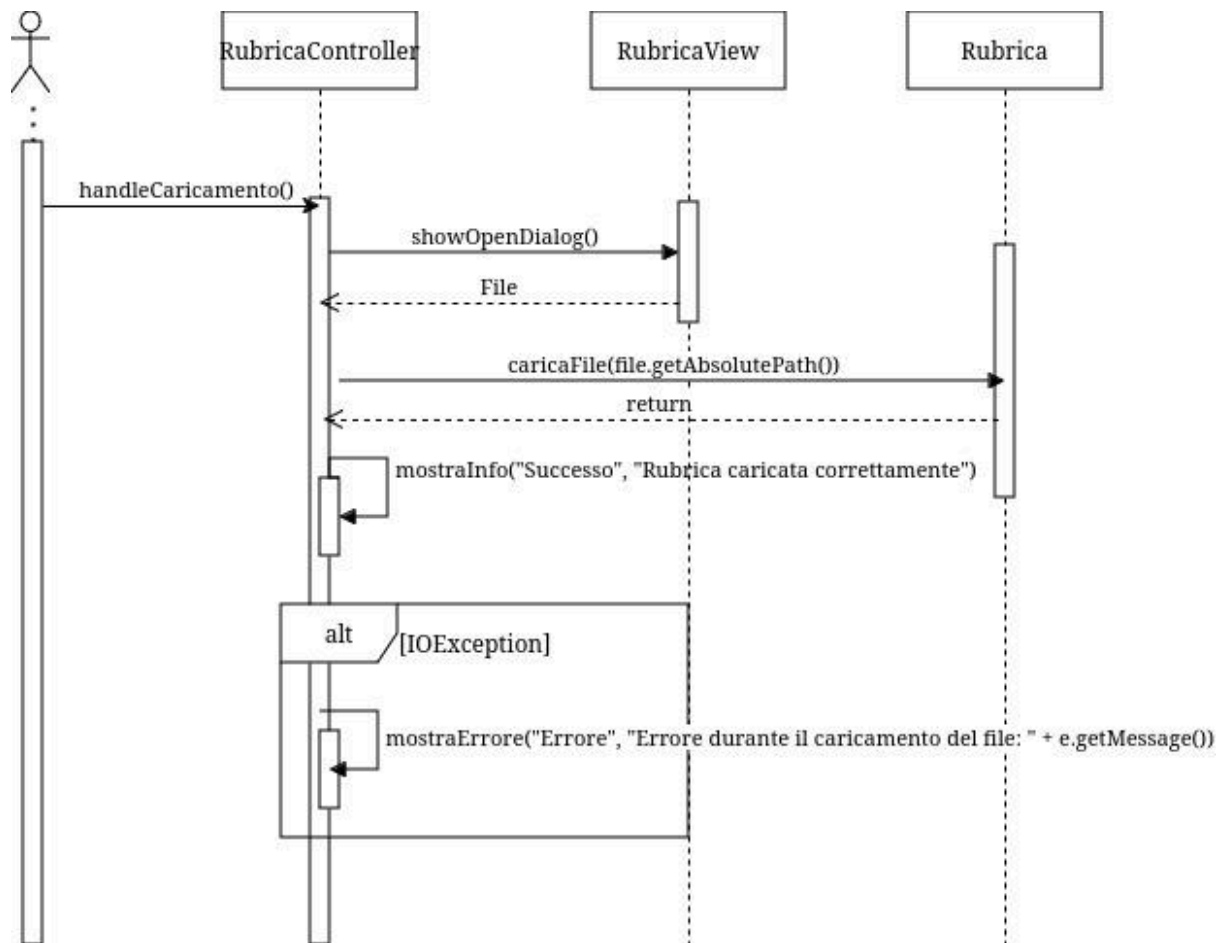 RubricaController
RubricaView
Rubrica
handleCaricamento()
showOpenDialog()
File
caricaFile(file.getAbsolutePath())
return
mostraInfo("Successo", "Rubrica caricata correttamente")
alt
[IOException]
mostraErrore("Errore", "Errore durante il caricamento del file: " + e.getMessage())